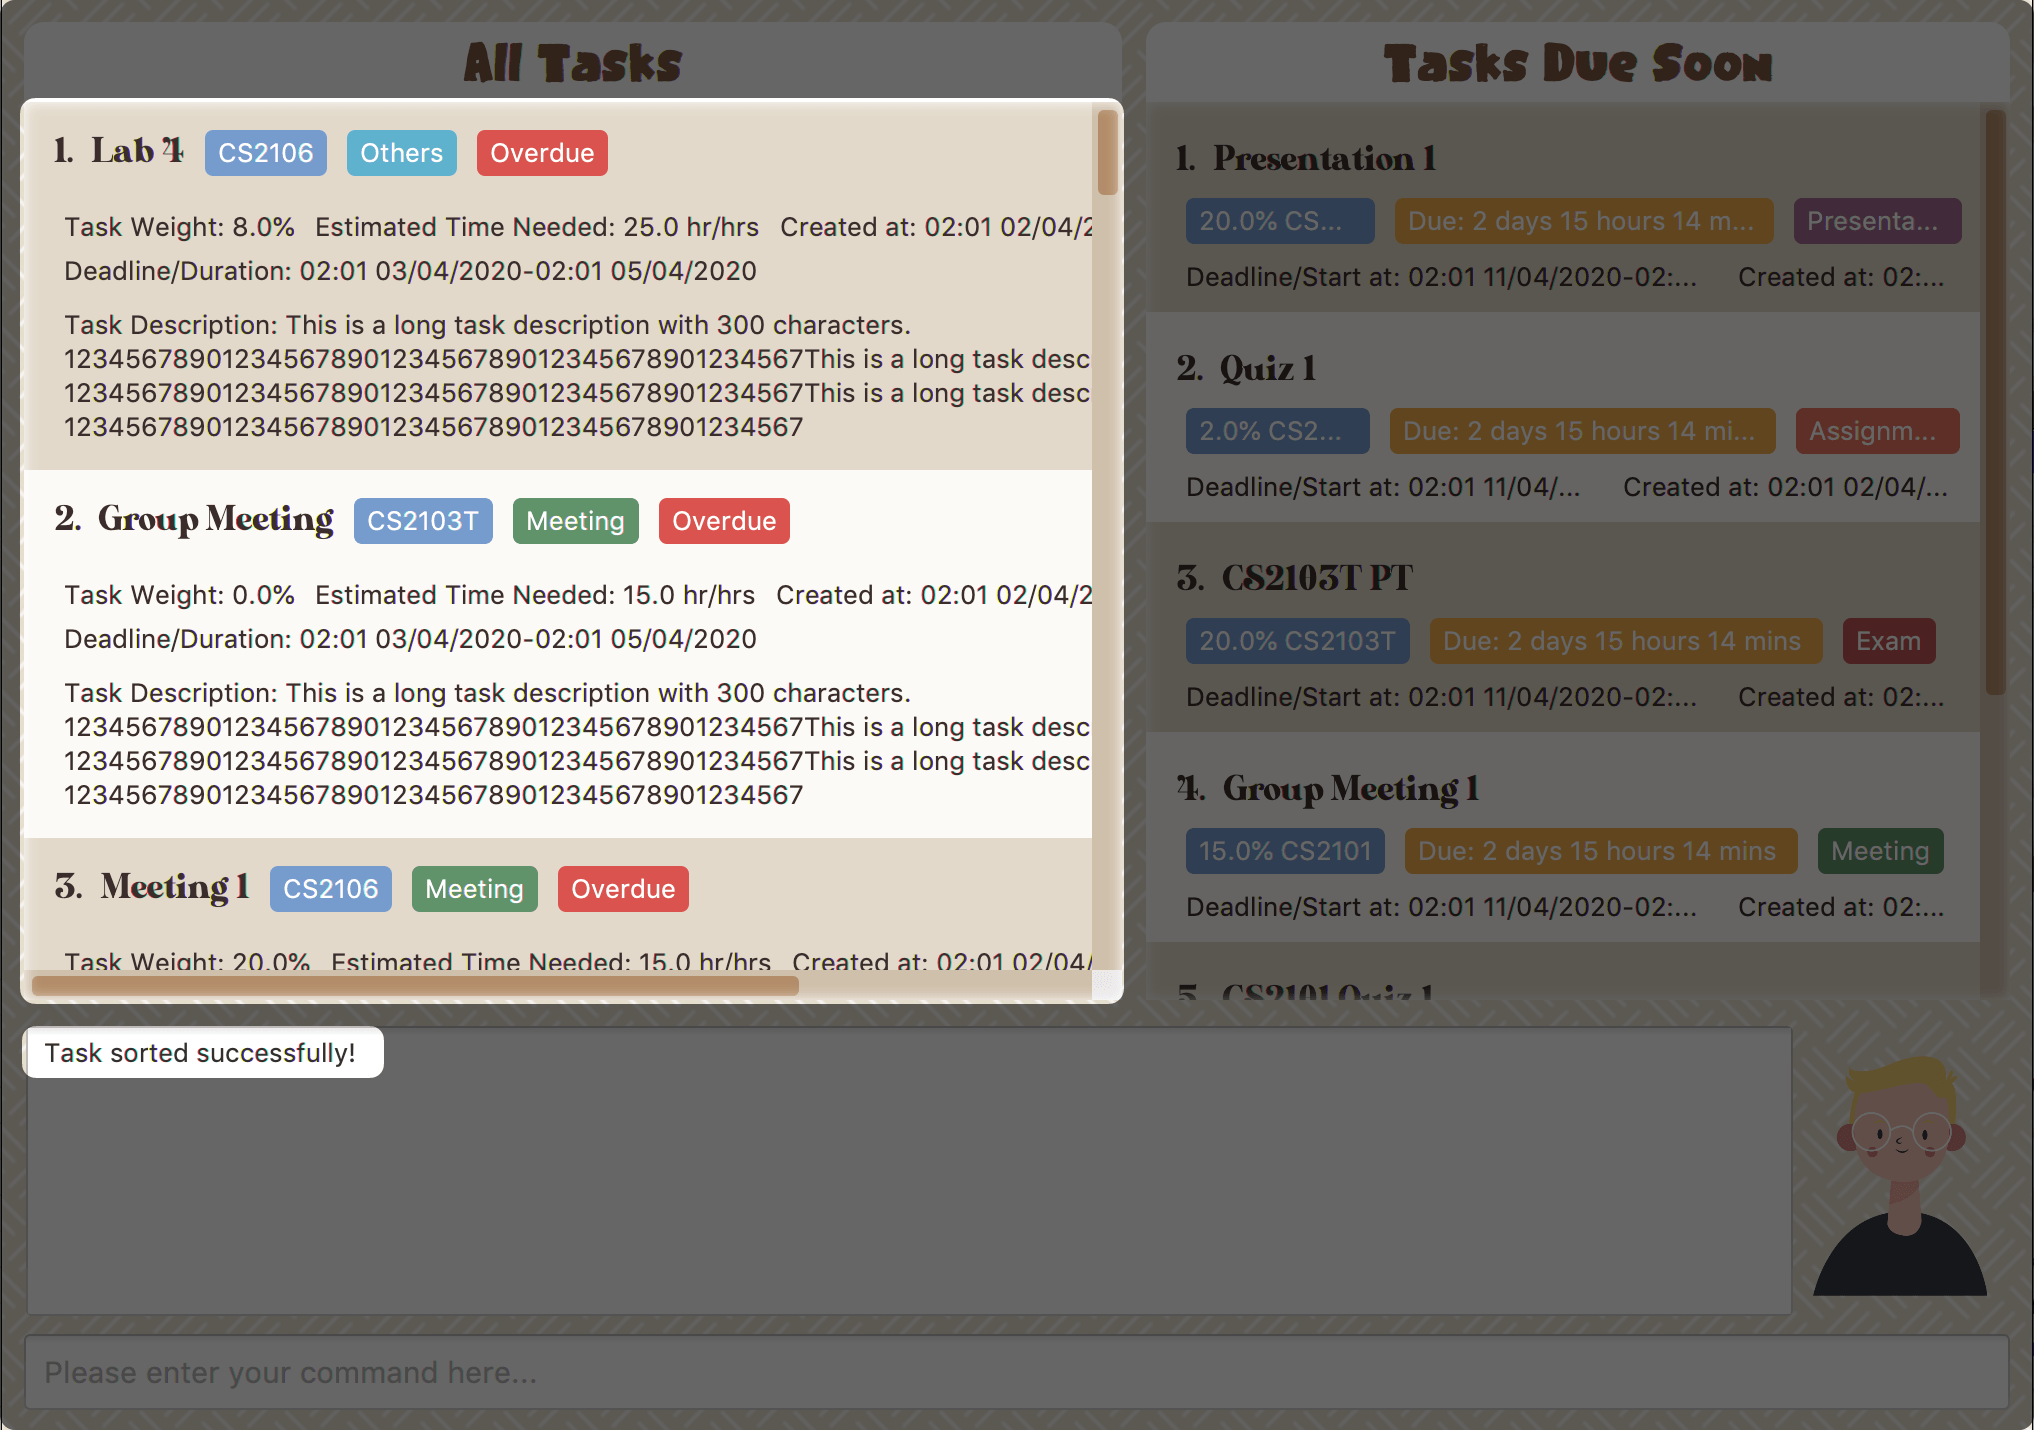 All Tasks
1. Lab 4 CS2106 Others Overdue
Task Weight: 8.0% Estimated Time Needed: 25.0 hr/hrs Created at: 02:01 02/04/2
Deadline/Duration: 02:01 03/04/2020-02:01 05/04/2020
Task Description: This is a long task description with 300 characters.
12345678901234567890123456789012345678901234567This is a long task desc
12345678901234567890123456789012345678901234567This is a long task desc
12345678901234567890123456789012345678901234567
2. Group Meeting CS2103T Meeting Overdue
Task Weight: 0.0% Estimated Time Needed: 15.0 hr/hrs Created at: 02:01 02/04/2
Deadline/Duration: 02:01 03/04/2020-02:01 05/04/2020
Task Description: This is a long task description with 300 characters.
12345678901234567890123456789012345678901234567This is a long task desc
12345678901234567890123456789012345678901234567This is a long task desc
12345678901234567890123456789012345678901234567
3. Meeting 1 CS2106 Meeting Overdue
Task Weight: 20.0% Estimated Time Needed: 15.0 hr/hrs Created at: 02:01 02/04/
Tasks Due Soon
1. Presentation 1
20.0% CS... Due: 2 days 15 hours 14 m... Presenta...
Deadline/Start at: 02:01 11/04/2020-02:... Created at: 02:...
2. Quiz 1
2.0% CS2... Due: 2 days 15 hours 14 mi... Assignm...
Deadline/Start at: 02:01 11/04/... Created at: 02:01 02/04/...
3. CS2103T PT
20.0% CS2103T Due: 2 days 15 hours 14 mins Exam
Deadline/Start at: 02:01 11/04/2020-02:... Created at: 02:...
4. Group Meeting 1
15.0% CS2101 Due: 2 days 15 hours 14 mins Meeting
Deadline/Start at: 02:01 11/04/2020-02:... Created at: 02:...
5. CS2101 Quiz 1
Task sorted successfully!
Please enter your command here...